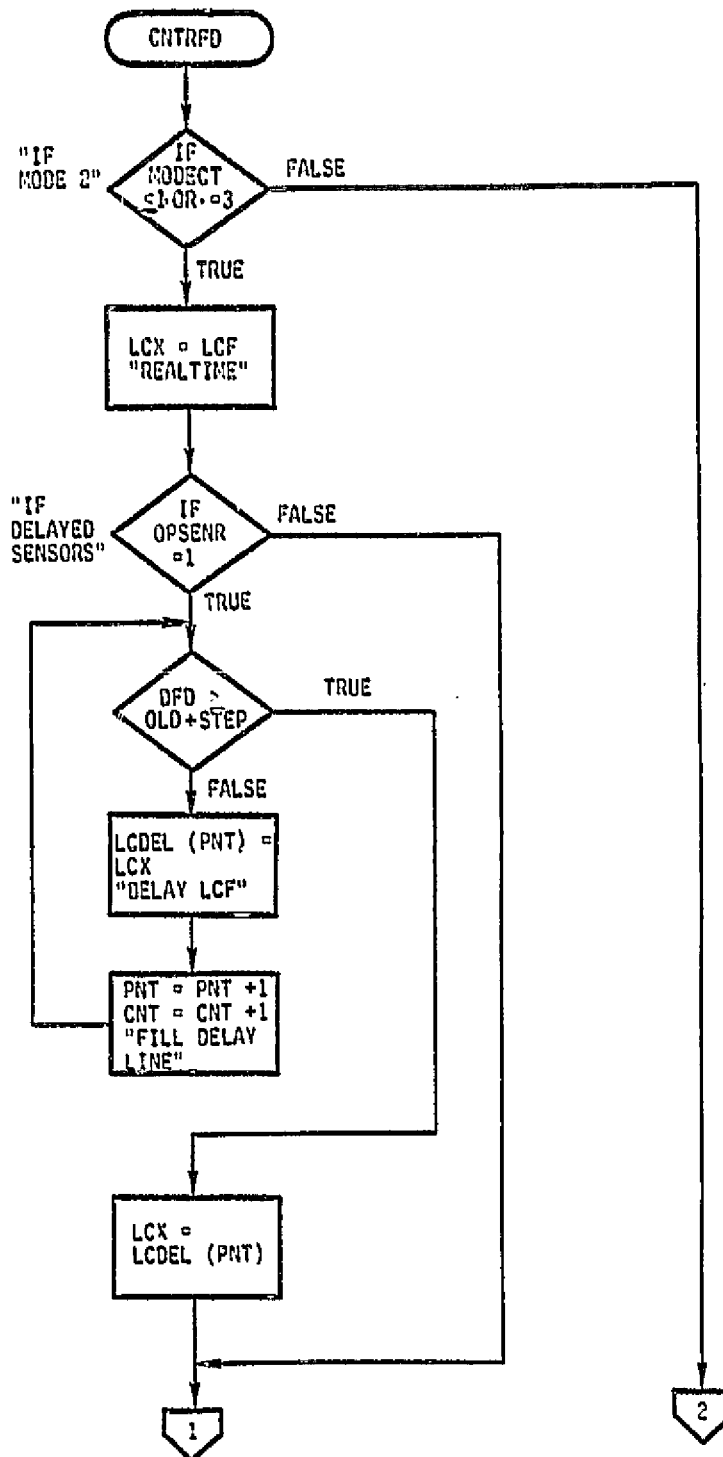 CNTRFD
"IF
MODE 2"
IF
MODECT
≤1.OR.=3
FALSE
TRUE
LCX = LCF
"REALTIME"
"IF
DELAYED
SENSORS"
IF
OPSENR
=1
FALSE
TRUE
DFD ≥
OLD+STEP
TRUE
FALSE
LCDEL (PNT) =
LCX
"DELAY LCF"
PNT = PNT +1
CNT = CNT +1
"FILL DELAY
LINE"
LCX =
LCDEL (PNT)
1
2